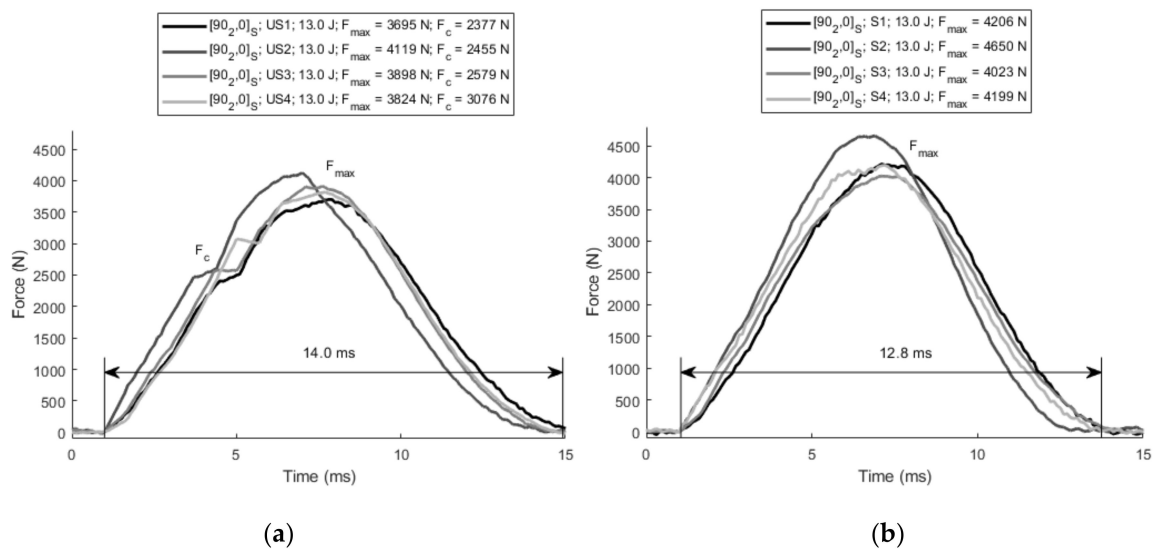 [90₂,0]ₛ; US1; 13.0 J; Fₘₐₓ = 3695 N; F_c = 2377 N
[90₂,0]ₛ; US2; 13.0 J; Fₘₐₓ = 4119 N; F_c = 2455 N
[90₂,0]ₛ; US3; 13.0 J; Fₘₐₓ = 3898 N; F_c = 2579 N
[90₂,0]ₛ; US4; 13.0 J; Fₘₐₓ = 3824 N; F_c = 3076 N
4500
4000
3500
3000
2500
2000
1500
1000
500
0
Force (N)
F_c
Fₘₐₓ
14.0 ms
0 5 10 15
Time (ms)
(a)
[90₂,0]ₛ; S1; 13.0 J; Fₘₐₓ = 4206 N
[90₂,0]ₛ; S2; 13.0 J; Fₘₐₓ = 4650 N
[90₂,0]ₛ; S3; 13.0 J; Fₘₐₓ = 4023 N
[90₂,0]ₛ; S4; 13.0 J; Fₘₐₓ = 4199 N
4500
4000
3500
3000
2500
2000
1500
1000
500
0
Force (N)
Fₘₐₓ
12.8 ms
0 5 10 15
Time (ms)
(b)